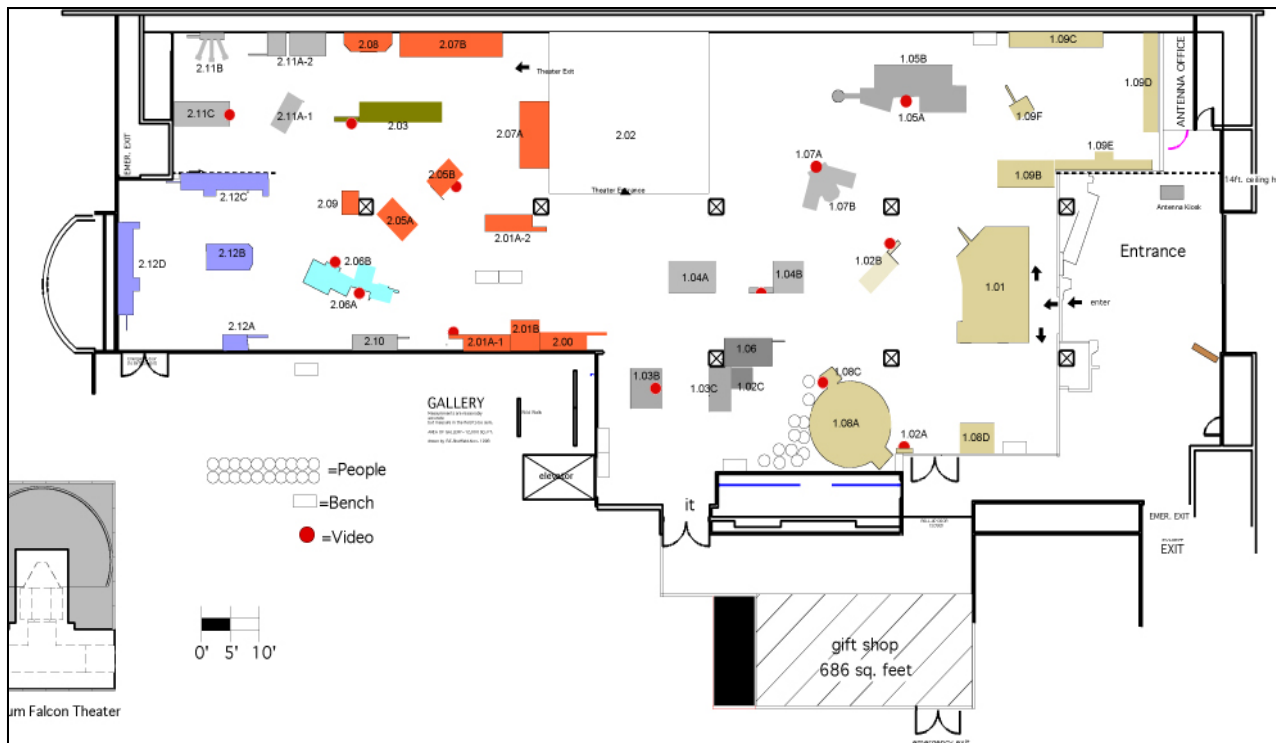 2.08
2.07B
1.09C
2.11B
2.11A-2
Theater Exit
1.05B
1.09D
ANTENNA OFFICE
2.11C
2.11A-1
2.03
2.07A
2.02
1.05A
1.09F
EMER. EXIT
2.05B
1.07A
1.09E
1.09B
14ft. ceiling h
2.12C
2.09
2.05A
Theater Entrance
1.07B
Antenna Kiosk
2.01A-2
2.12D
2.12B
2.06B
1.02B
Entrance
1.04A
1.04B
1.01
2.06A
enter
2.12A
2.10
2.01B
2.01A-1
2.00
1.06
1.03B
1.03C
1.02C
1.08C
GALLERY
1.08A
1.02A
1.08D
=People
elevator
=Bench
it
EMER. EXIT
=Video
EXIT
0' 5' 10'
gift shop
686 sq. feet
um Falcon Theater
emergency exit